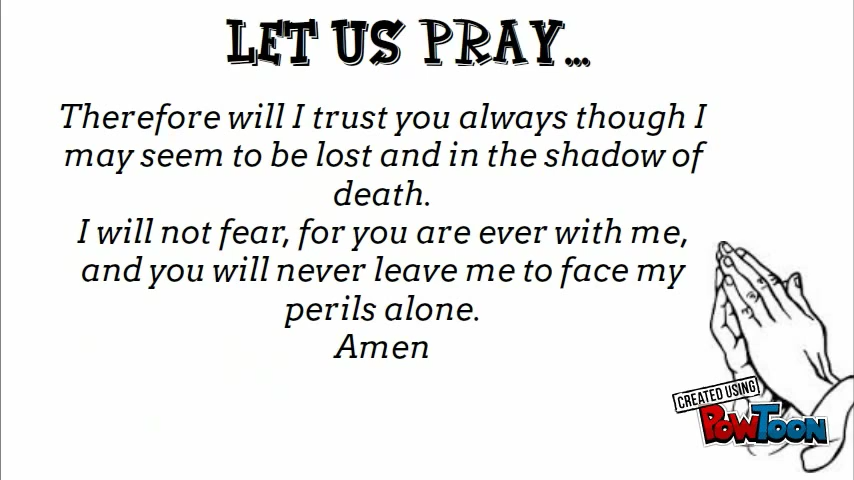 LET US PRAY...
Therefore will I trust you always though I
may seem to be lost and in the shadow of
death.
I will not fear, for you are ever with me,
and you will never leave me to face my
perils alone.
Amen
CREATED USING
POWTOON